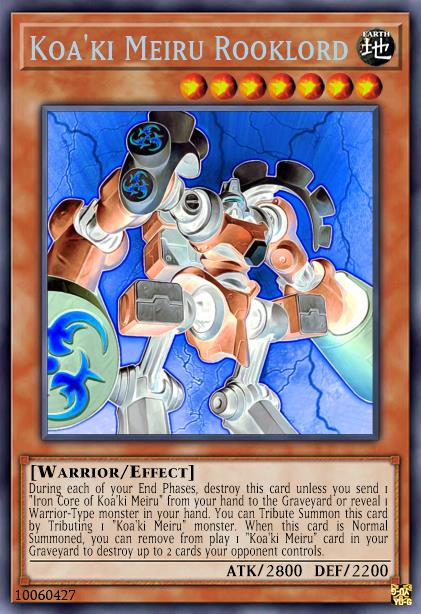 Koa'ki Meiru Rooklord
EARTH
地
[Warrior/Effect]
During each of your End Phases, destroy this card unless you send 1
"Iron Core of Koa'ki Meiru" from your hand to the Graveyard or reveal 1
Warrior-Type monster in your hand. You can Tribute Summon this card
by Tributing 1 "Koa'ki Meiru" monster. When this card is Normal
Summoned, you can remove from play 1 "Koa'ki Meiru" card in your
Graveyard to destroy up to 2 cards your opponent controls.
ATK/2800 DEF/2200
10060427